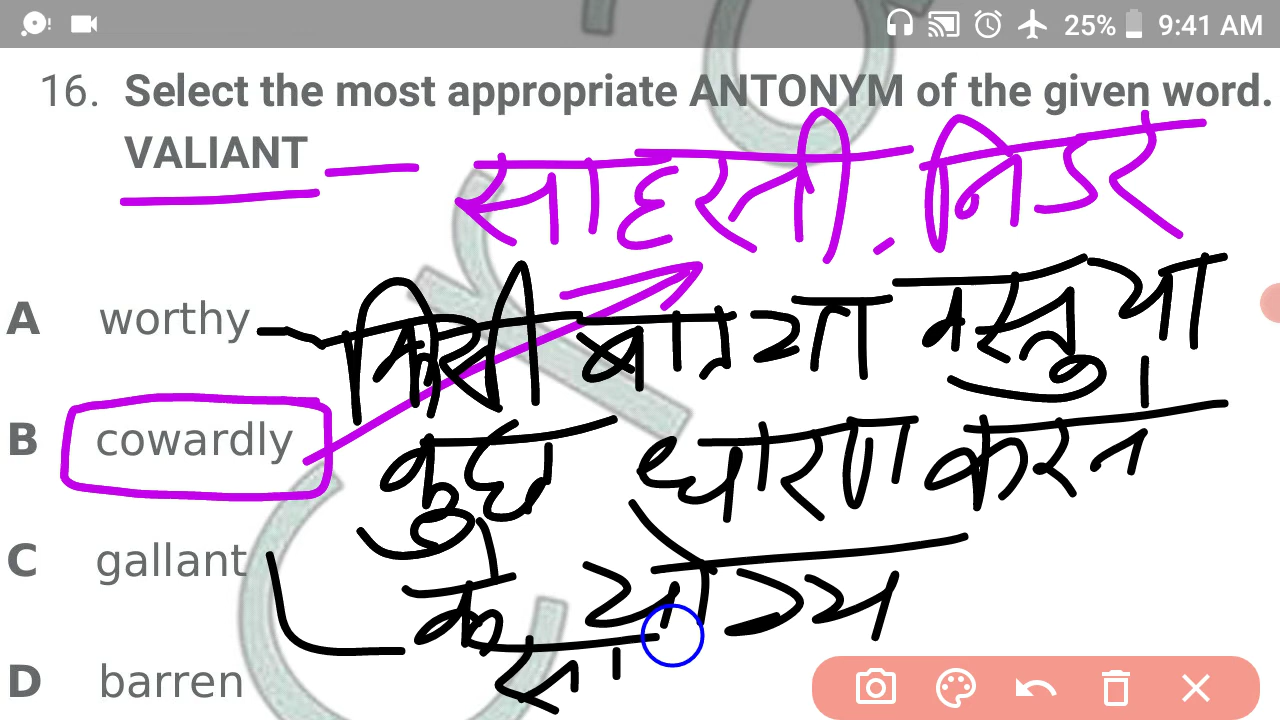 25% 9:41 AM
16. Select the most appropriate ANTONYM of the given word.
VALIANT — साहसी. निडर
A worthy — किसी बात या वस्तु या
B cowardly कुछ धारण करन
C gallant के योग्य
D barren